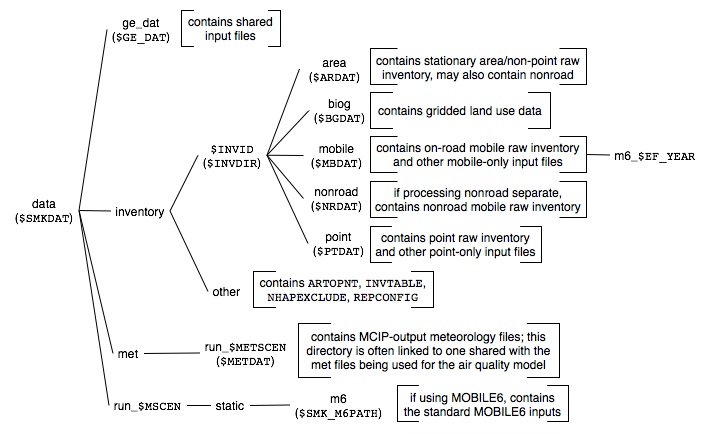 ge_dat
($GE_DAT)
contains shared
input files
area
($ARDAT)
contains stationary area/non-point raw
inventory, may also contain nonroad
biog
($BGDAT)
contains gridded land use data
$INVID
($INVDIR)
mobile
($MBDAT)
contains on-road mobile raw inventory
and other mobile-only input files
m6_$EF_YEAR
nonroad
($NRDAT)
if processing nonroad separate,
contains nonroad mobile raw inventory
data
($SMKDAT)
inventory
point
($PTDAT)
contains point raw inventory
and other point-only input files
other
contains ARTOPNT, INVTABLE,
NHAPEXCLUDE, REPCONFIG
met
run_$METSCEN
($METDAT)
contains MCIP-output meteorology files; this
directory is often linked to one shared with the
met files being used for the air quality model
run_$MSCEN
static
m6
($SMK_M6PATH)
if using MOBILE6, contains
the standard MOBILE6 inputs